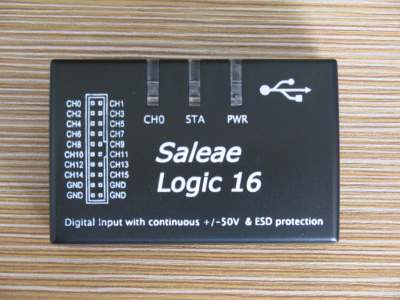 CH0 STA PWR
CH0 CH1
CH2 CH3
CH4 CH5
CH6 CH7
CH8 CH9
CH10 CH11
CH12 CH13
CH14 CH15
GND GND
GND GND
Saleae
Logic 16
Digital Input with continuous +/-50V & ESD protection